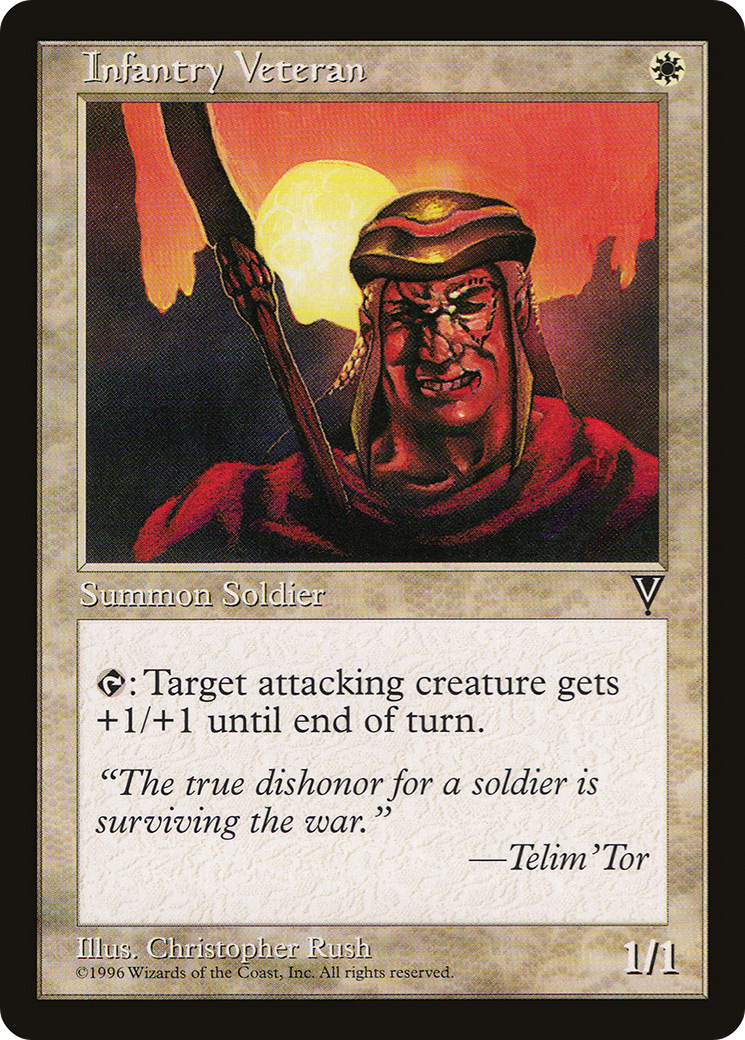 Infantry Veteran
Summon Soldier
: Target attacking creature gets
+1/+1 until end of turn.
“The true dishonor for a soldier is
surviving the war.”
—Telim’Tor
Illus. Christopher Rush
©1996 Wizards of the Coast, Inc. All rights reserved.
1/1